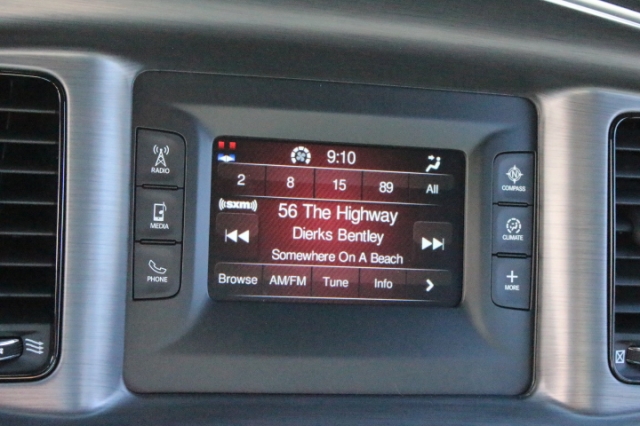 9:10
2 8 15 89 All
((sxm))
56 The Highway
Dierks Bentley
Somewhere On A Beach
Browse AM/FM Tune Info
RADIO
MEDIA
PHONE
N
COMPASS
CLIMATE
+
MORE